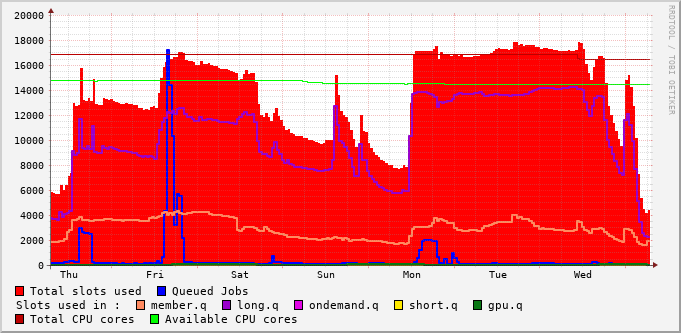 20000
18000
16000
14000
12000
10000
8000
6000
4000
2000
0
Thu Fri Sat Sun Mon Tue Wed
RRDTOOL / TOBI OETIKER
Total slots used Queued Jobs
Slots used in : member.q long.q ondemand.q short.q gpu.q
Total CPU cores Available CPU cores